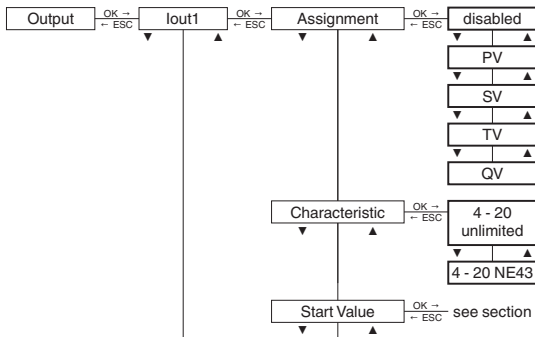 Output
OK →
← ESC
Iout1
▼ ▲
OK →
← ESC
Assignment
▼ ▲
OK →
← ESC
disabled
▼ ▲
PV
▼ ▲
SV
▼ ▲
TV
▼ ▲
QV
Characteristic
▼ ▲
OK →
← ESC
4 - 20
unlimited
▼ ▲
4 - 20 NE43
Start Value
▼ ▲
OK →
← ESC
see section